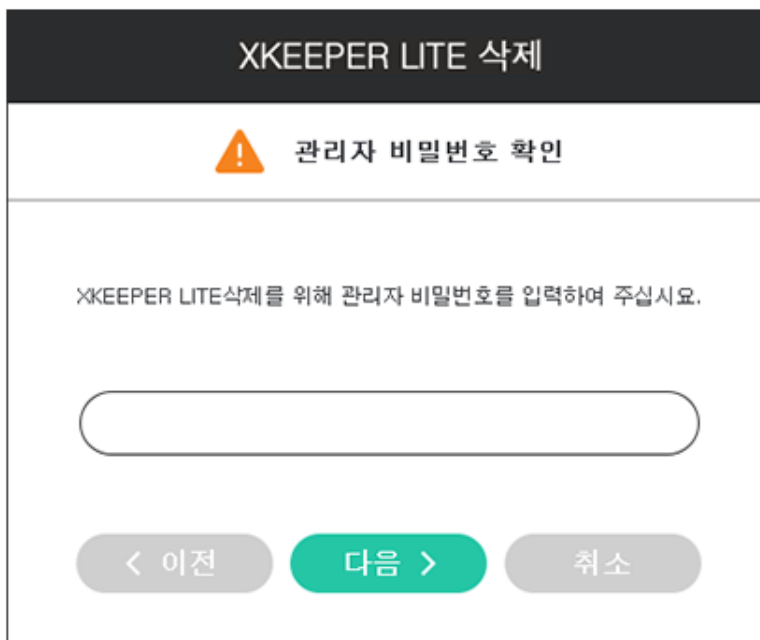 XKEEPER LITE 삭제
관리자 비밀번호 확인
XKEEPER LITE삭제를 위해 관리자 비밀번호를 입력하여 주십시요.
< 이전
다음 >
취소